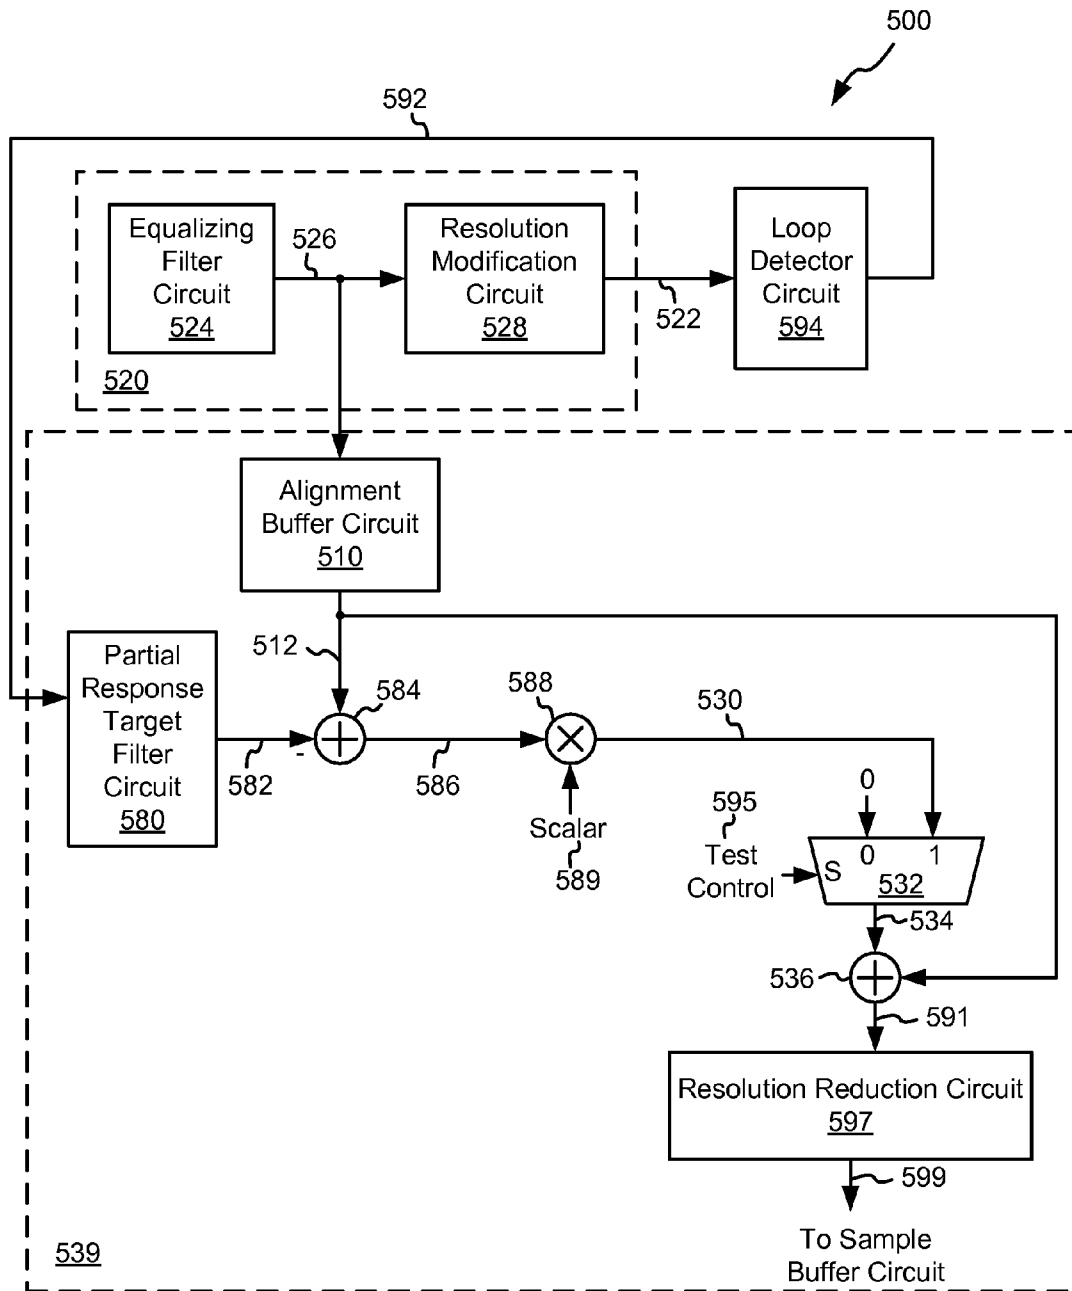 500
592
Equalizing
Filter
Circuit
524
526
Resolution
Modification
Circuit
528
522
Loop
Detector
Circuit
594
520
Alignment
Buffer Circuit
510
512
Partial
Response
Target
Filter
Circuit
580
582
-
584
586
588
Scalar
589
530
595
Test
Control
0
0
1
S
532
534
536
591
Resolution Reduction Circuit
597
599
To Sample
Buffer Circuit
539